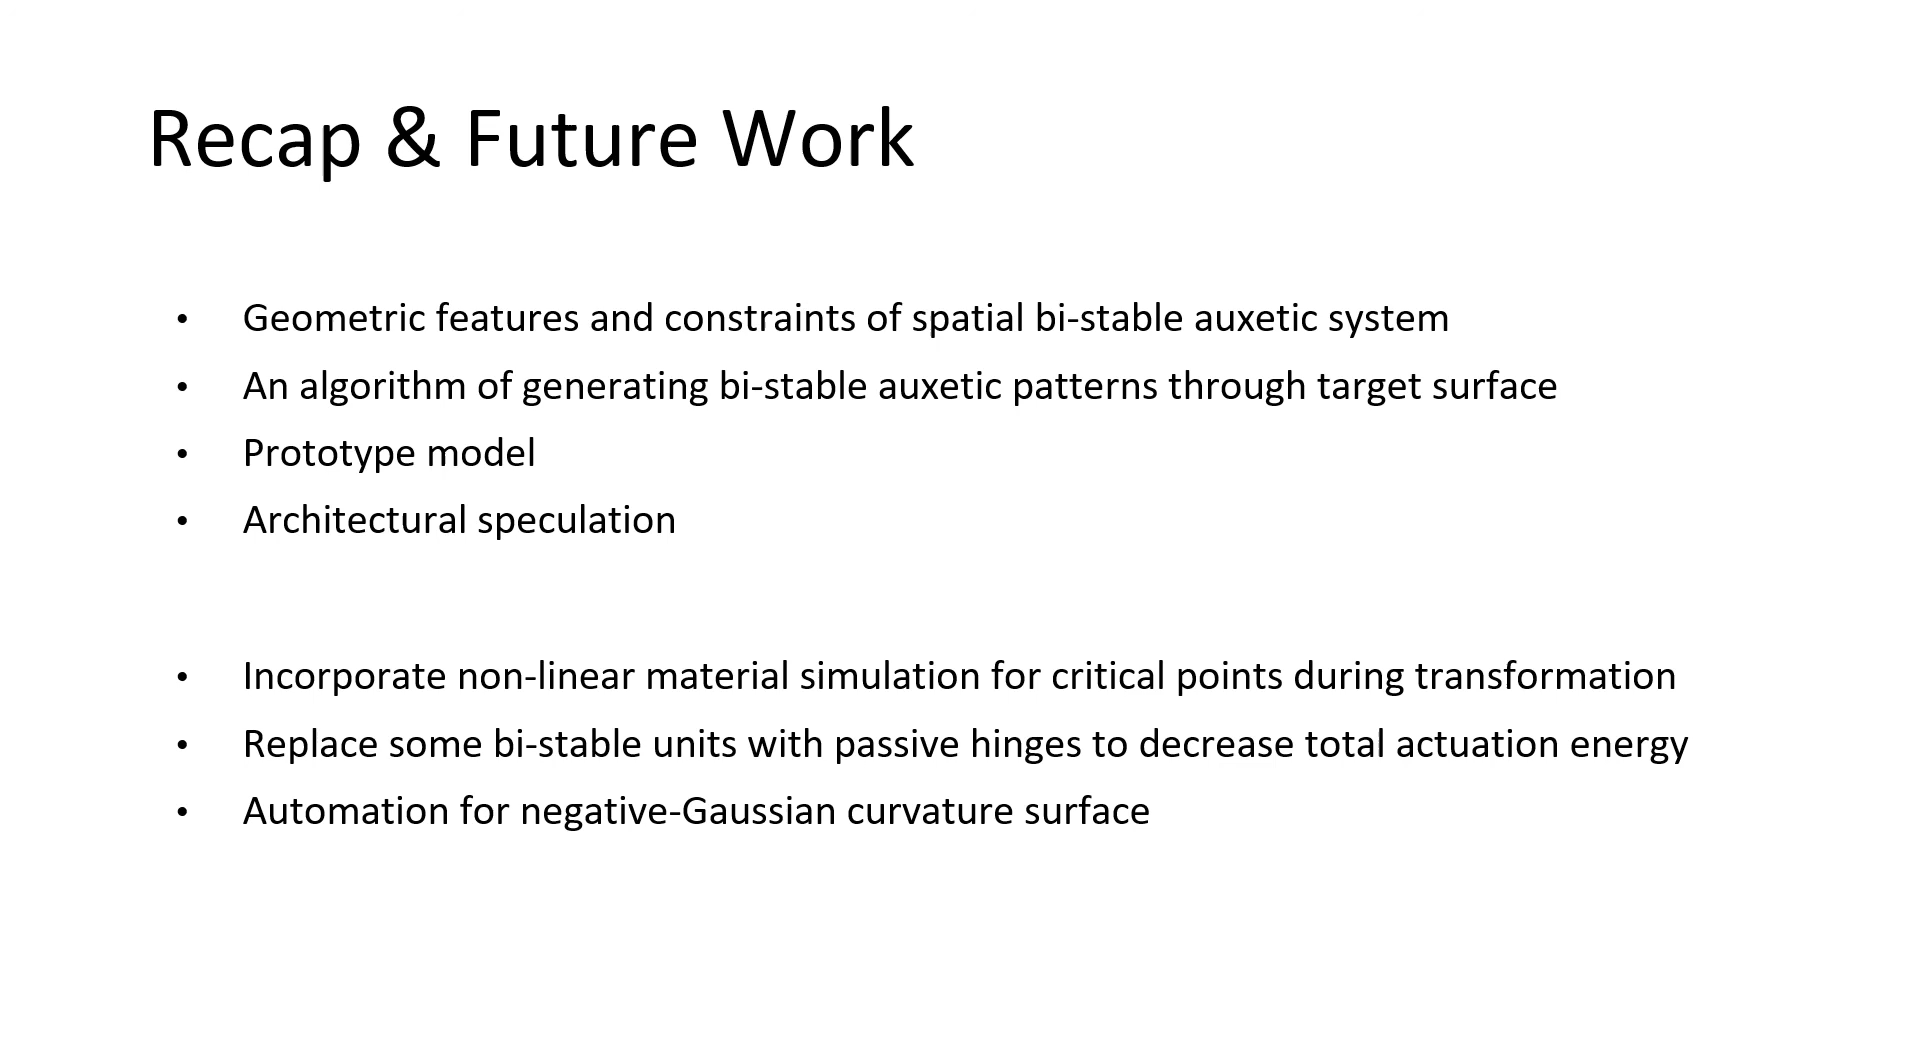 Recap & Future Work
• Geometric features and constraints of spatial bi-stable auxetic system
• An algorithm of generating bi-stable auxetic patterns through target surface
• Prototype model
• Architectural speculation
• Incorporate non-linear material simulation for critical points during transformation
• Replace some bi-stable units with passive hinges to decrease total actuation energy
• Automation for negative-Gaussian curvature surface